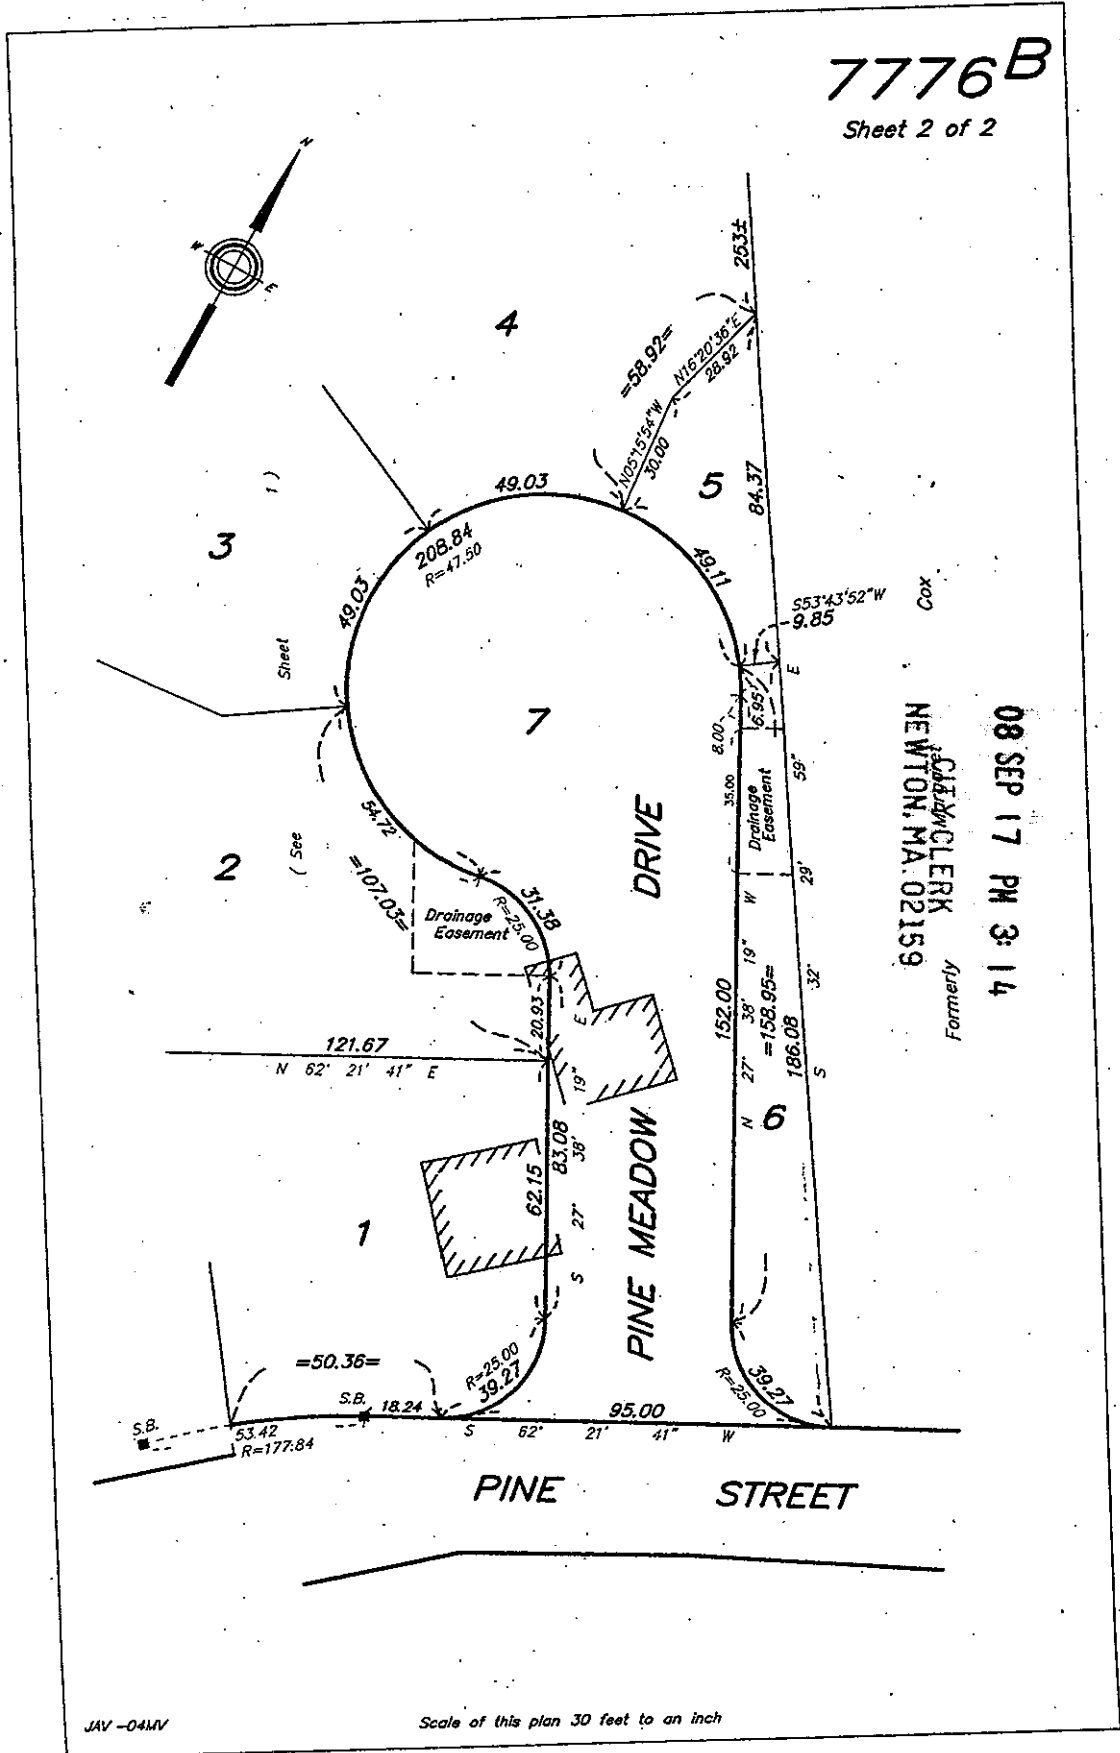 7776 B
Sheet 2 of 2
N
W
E
253±
4
=58.92=
N16°20'36"E
28.92
N05°15'54"W
30.00
5
84.37
49.03
208.84
R=47.50
3
1 )
49.03
49.11
S53°43'52"W
9.85
Cox
Sheet
E
7
6.95
8.00
59"
08 SEP 17 PM 3:14
CITY CLERK
NEWTON, MA. 02159
54.72
35.00
Drainage
Easement
DRIVE
2
( See
=107.03=
31.38
R=25.00
Drainage
Easement
29'
W
19"
38'
27'
N
=158.95=
152.00
186.08
32°
S
Formerly
20.93
E
121.67
N 62° 21' 41" E
19"
38'
27°
S
83.08
62.15
6
PINE MEADOW
1
=50.36=
R=25.00
39.27
39.27
R=25.00
S.B.
S.B.
18.24
53.42
R=177.84
95.00
S 62° 21' 41" W
PINE STREET
JAV -04MV
Scale of this plan 30 feet to an inch